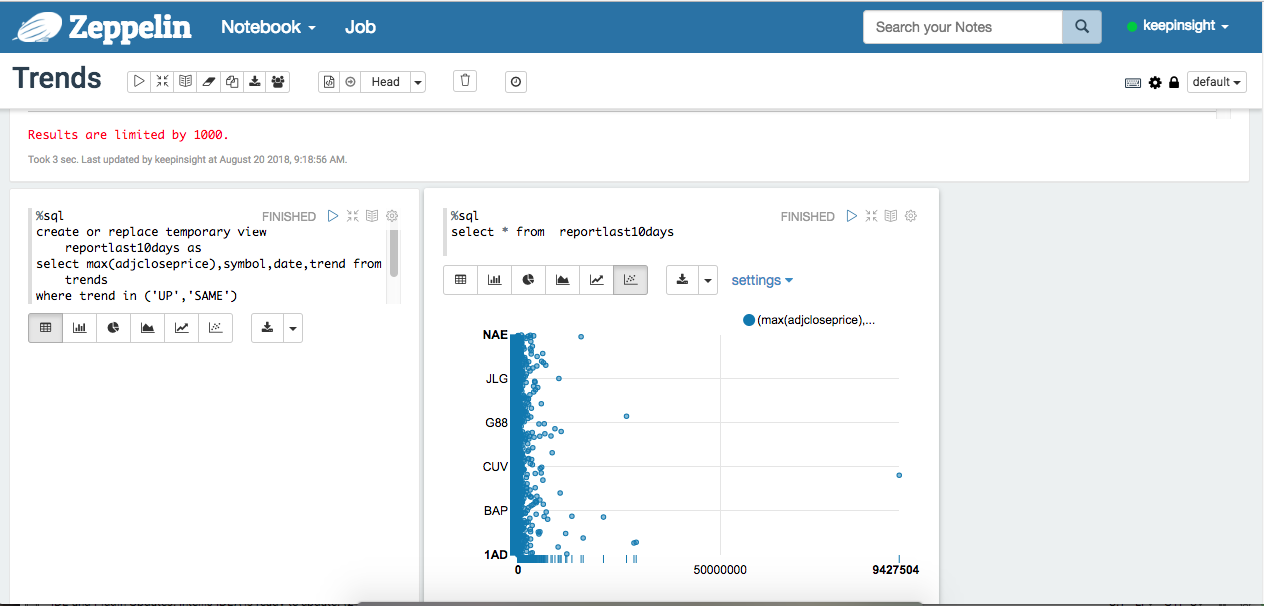 Zeppelin Notebook Job Search your Notes keepinsight
Trends Head default
Results are limited by 1000.
Took 3 sec. Last updated by keepinsight at August 20 2018, 9:18:56 AM.
%sql FINISHED
create or replace temporary view
reportlast10days as
select max(adjcloseprice),symbol,date,trend from
trends
where trend in ('UP','SAME')
%sql FINISHED
select * from reportlast10days
settings
(max(adjcloseprice),...
NAE
JLG
G88
CUV
BAP
1AD
0 50000000 9427504